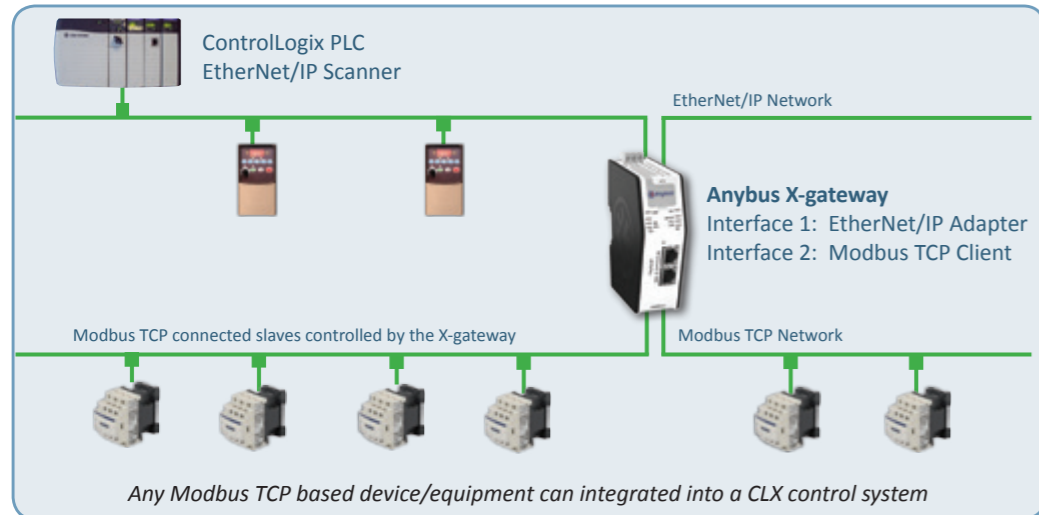 ControlLogix PLC
EtherNet/IP Scanner
EtherNet/IP Network
Anybus X-gateway
Interface 1: EtherNet/IP Adapter
Interface 2: Modbus TCP Client
Modbus TCP connected slaves controlled by the X-gateway
Modbus TCP Network
Any Modbus TCP based device/equipment can integrated into a CLX control system